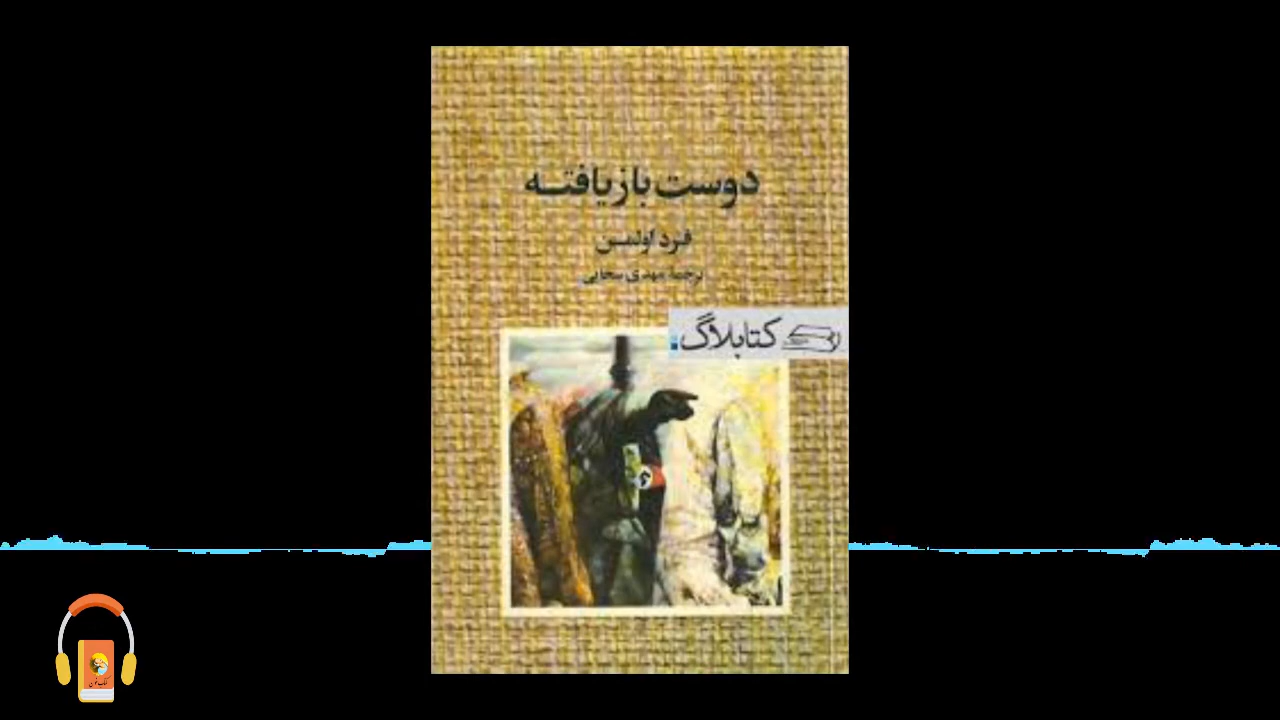 دوست بازیافته
فرد اولمن
ترجمهٔ مهدی سحابی
کتابلاگ